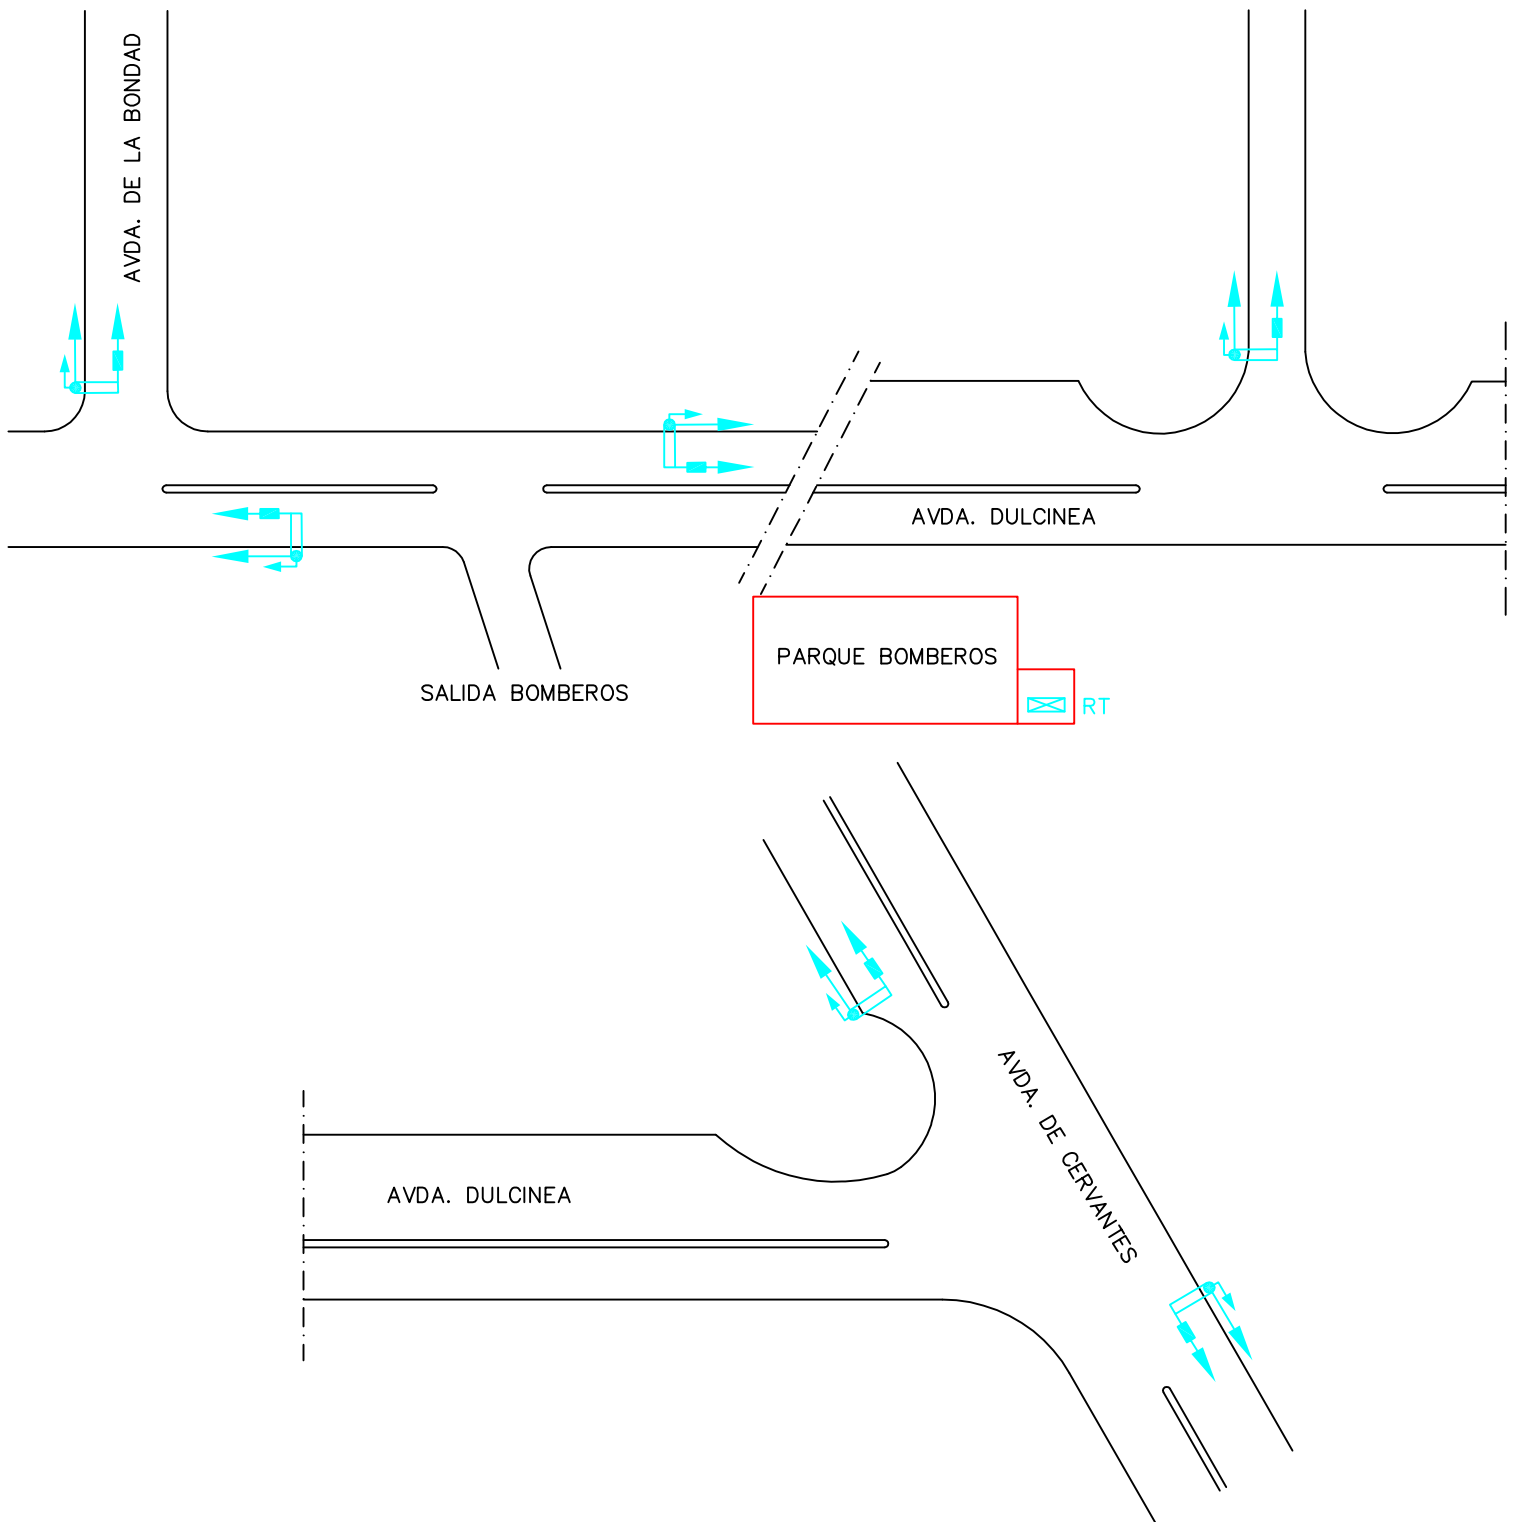 AVDA. DE LA BONDAD
AVDA. DULCINEA
PARQUE BOMBEROS
SALIDA BOMBEROS
RT
AVDA. DE CERVANTES
AVDA. DULCINEA